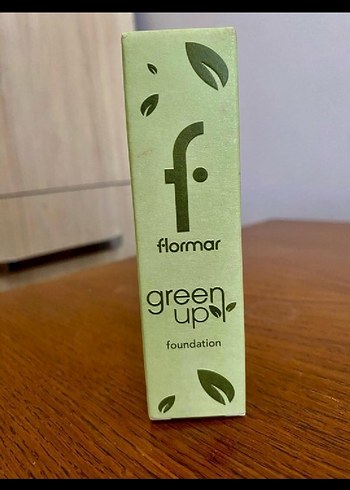 f
flormar
green
up
foundation